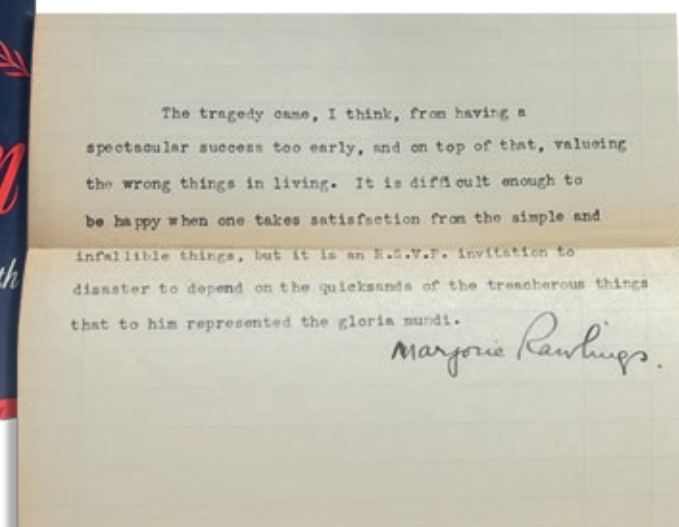 n
th
The tragedy came, I think, from having a
spectacular success too early, and on top of that, valueing
the wrong things in living. It is difficult enough to
be happy when one takes satisfaction from the simple and
infallible things, but it is an R.S.V.P. invitation to
disaster to depend on the quicksands of the treacherous things
that to him represented the gloria mundi.
Marjorie Rawlings.